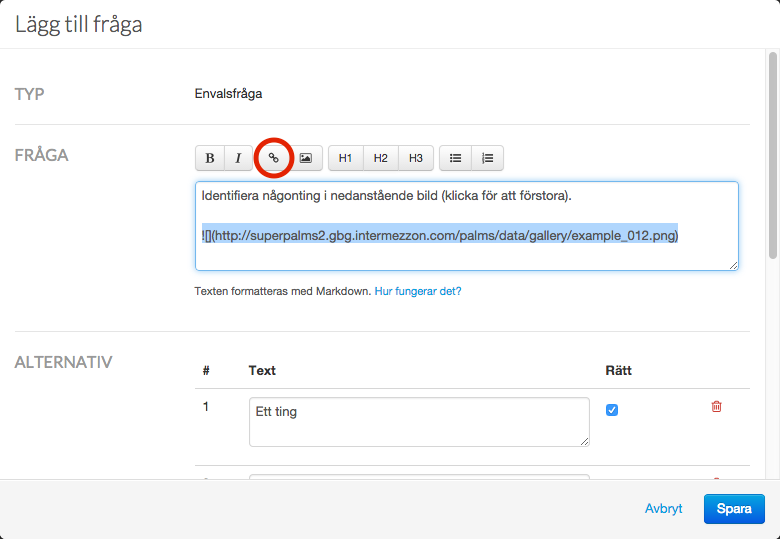 Lägg till fråga
TYP
Envalsfråga
FRÅGA
B I H1 H2 H3
Identifiera någonting i nedanstående bild (klicka för att förstora).
![](http://superpalms2.gbg.intermezzon.com/palms/data/gallery/example_012.png)
Texten formatteras med Markdown. Hur fungerar det?
ALTERNATIV
# Text Rätt
1 Ett ting
Avbryt Spara